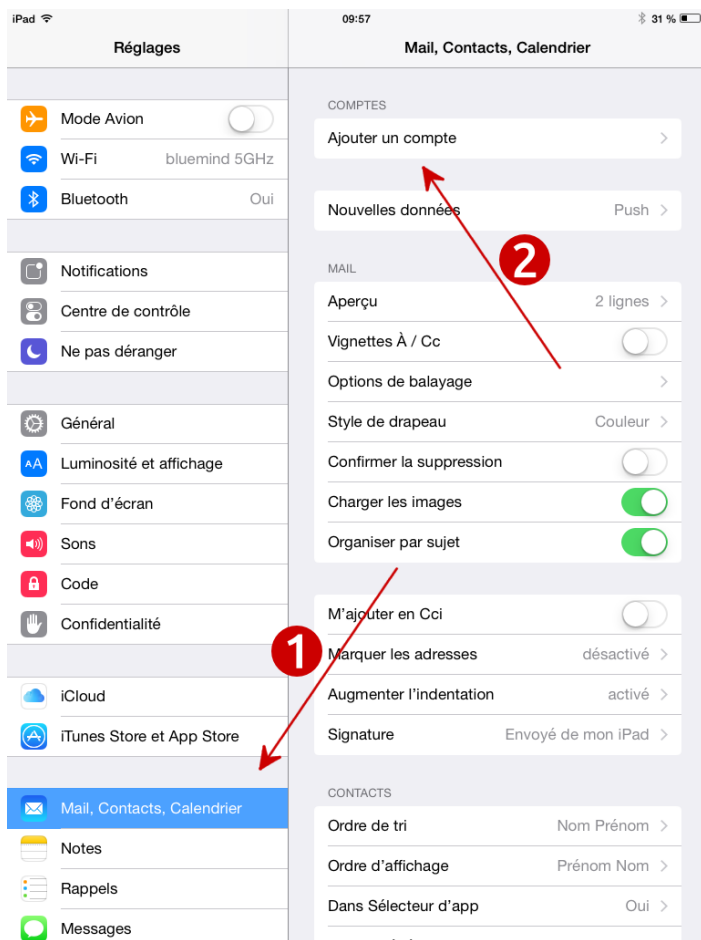 iPad 09:57 31 %
Réglages
Mode Avion
Wi-Fi bluemind 5GHz
Bluetooth Oui
Notifications
Centre de contrôle
Ne pas déranger
Général
AA Luminosité et affichage
Fond d’écran
Sons
Code
Confidentialité
iCloud
iTunes Store et App Store
Mail, Contacts, Calendrier
Notes
Rappels
Messages
1
Mail, Contacts, Calendrier
COMPTES
Ajouter un compte
Nouvelles données Push
2
MAIL
Aperçu 2 lignes
Vignettes À / Cc
Options de balayage
Style de drapeau Couleur
Confirmer la suppression
Charger les images
Organiser par sujet
M’ajouter en Cci
Marquer les adresses désactivé
Augmenter l’indentation activé
Signature Envoyé de mon iPad
CONTACTS
Ordre de tri Nom Prénom
Ordre d’affichage Prénom Nom
Dans Sélecteur d’app Oui